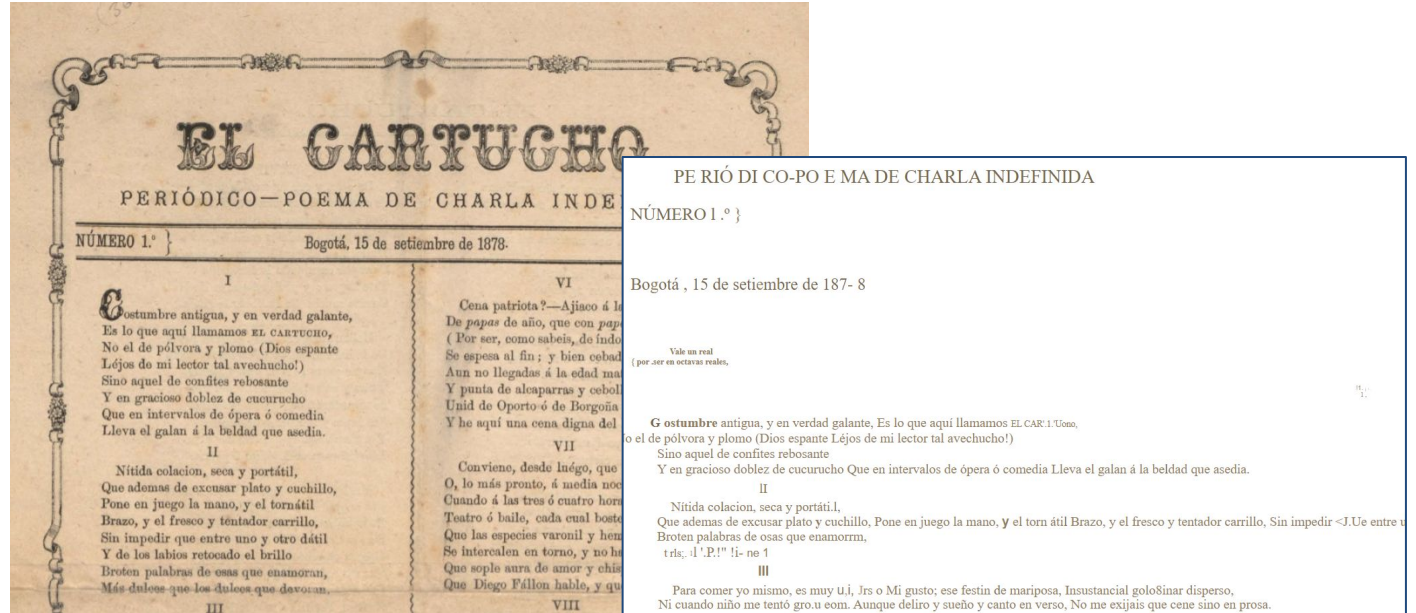 EL CARTUCHO
PERIÓDICO—POEMA DE CHARLA INDE
NÚMERO 1.º }
Bogotá, 15 de setiembre de 1878.
I
Costumbre antigua, y en verdad galante,
Es lo que aquí llamamos EL CARTUCHO,
No el de pólvora y plomo (Dios espante
Léjos de mi lector tal avechucho!)
Sino aquel de confites rebosante
Y en gracioso doblez de cucurucho
Que en intervalos de ópera ó comedia
Lleva el galan á la beldad que asedia.
II
Nítida colacion, seca y portátil,
Que ademas de excusar plato y cuchillo,
Pone en juego la mano, y el tornátil
Brazo, y el fresco y tentador carrillo,
Sin impedir que entre uno y otro dátil
Y de los labios retocado el brillo
Broten palabras de esas que enamoran,
Más dulces que los dulces que devoran.
III
VI
Cena patriota?—Ajiaco á
De papas de año, que con
( Por ser, como sabeis, de
Se espesa al fin; y bien
Aun no llegadas á la edad
Y punta de alcaparras y
Unid de Oporto ó de Borgoña
Y he aquí una cena digna del
VII
Conviene, desde luégo, que
O, lo más pronto, á media
Cuando á las tres ó cuatro
Teatro ó baile, cada cual
Que las especies varonil y
Se intercalen en torno, y no
Que sople aura de amor y
Que Diego Fállon hable, y
VIII
PE RIÓ DI CO-PO E MA DE CHARLA INDEFINIDA
NÚMERO l .º }
Bogotá , 15 de setiembre de 187- 8
Vale un real
{ por .ser en octavas reales,
G ostumbre antigua, y en verdad galante, Es lo que aquí llamamos EL CAR'.1.'Uono,
o el de pólvora y plomo (Dios espante Léjos de mi lector tal avechucho!)
Sino aquel de confites rebosante
Y en gracioso doblez de cucurucho Que en intervalos de ópera ó comedia Lleva el galan á la beldad que asedia.
lI
Nítida colacion, seca y portáti.l,
Que ademas de excusar plato y cuchillo, Pone en juego la mano, y el torn átil Brazo, y el fresco y tentador carrillo, Sin impedir <J.Ue entre u
Broten palabras de osas que enamorrm,
t rls;. :l '.P.!" !i- ne 1
III
Para comer yo mismo, es muy u,i, Jrs o Mi gusto; ese festin de mariposa, Insustancial golo8inar disperso,
Ni cuando niño me tentó gro.u eom. Aunque deliro y sueño y canto en verso, No me exijais que cene sino en prosa.